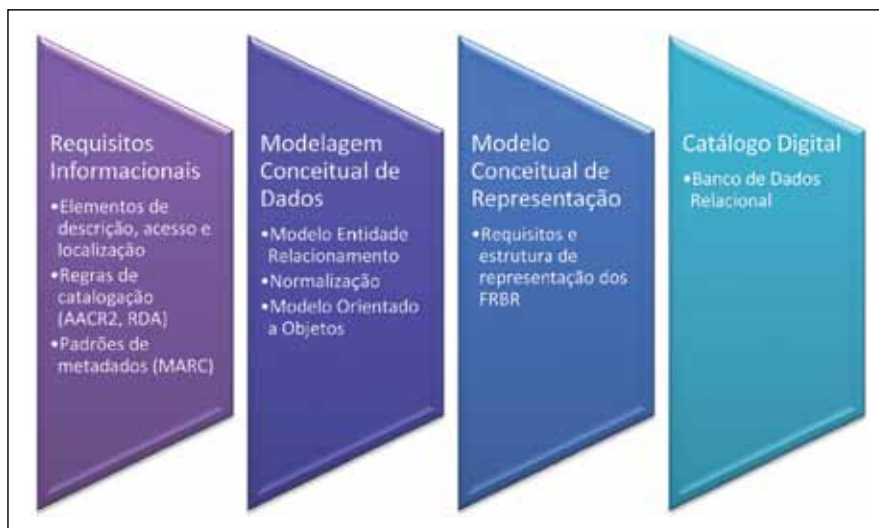 Requisitos
Informacionais
•Elementos de
descrição, acesso e
localização
•Regras de
catalogação
(AACR2, RDA)
•Padrões de
metadados (MARC)
Modelagem
Conceitual de
Dados
•Modelo Entidade
Relacionamento
•Normalização
•Modelo Orientado
a Objetos
Modelo
Conceitual de
Representação
•Requisitos e
estrutura de
representação dos
FRBR
Catálogo Digital
•Banco de Dados
Relacional